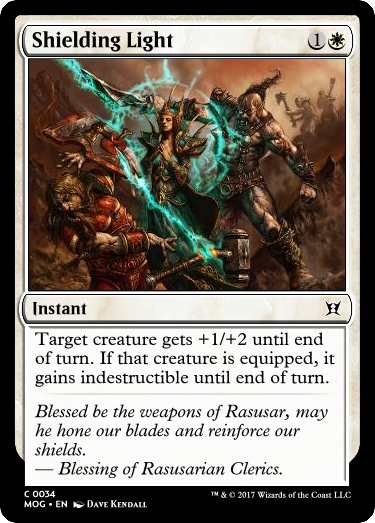 Shielding Light 1
Instant
Target creature gets +1/+2 until end
of turn. If that creature is equipped, it
gains indestructible until end of turn.
Blessed be the weapons of Rasusar, may
he hone our blades and reinforce our
shields.
— Blessing of Rasusarian Clerics.
C 0034
MOG • EN DAVE KENDALL
™ & © 2017 Wizards of the Coast LLC